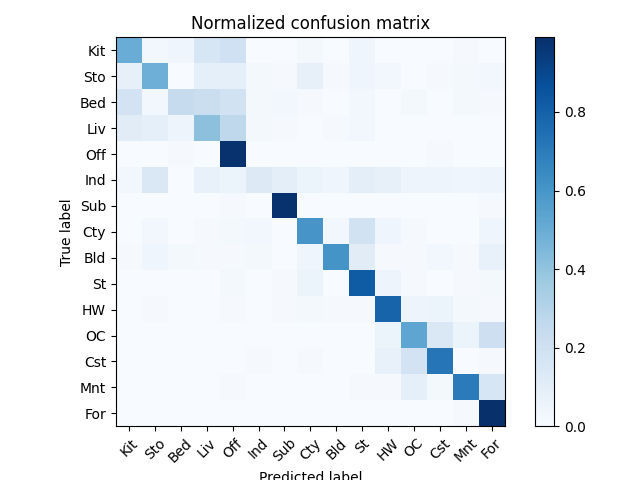 Normalized confusion matrix
True label
Kit
Sto
Bed
Liv
Off
Ind
Sub
Cty
Bld
St
HW
OC
Cst
Mnt
For
Kit Sto Bed Liv Off Ind Sub Cty Bld St HW OC Cst Mnt For
Predicted label
0.8
0.6
0.4
0.2
0.0